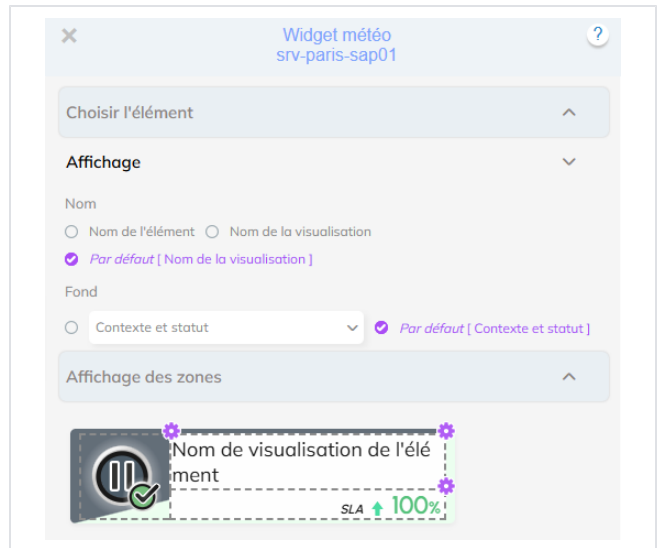 Widget météo
?
srv-paris-sap01
Choisir l'élément
Affichage
Nom
Nom de l'élément Nom de la visualisation
Par défaut [ Nom de la visualisation ]
Fond
Contexte et statut Par défaut [ Contexte et statut ]
Affichage des zones
Nom de visualisation de l'élé
ment
SLA 100%